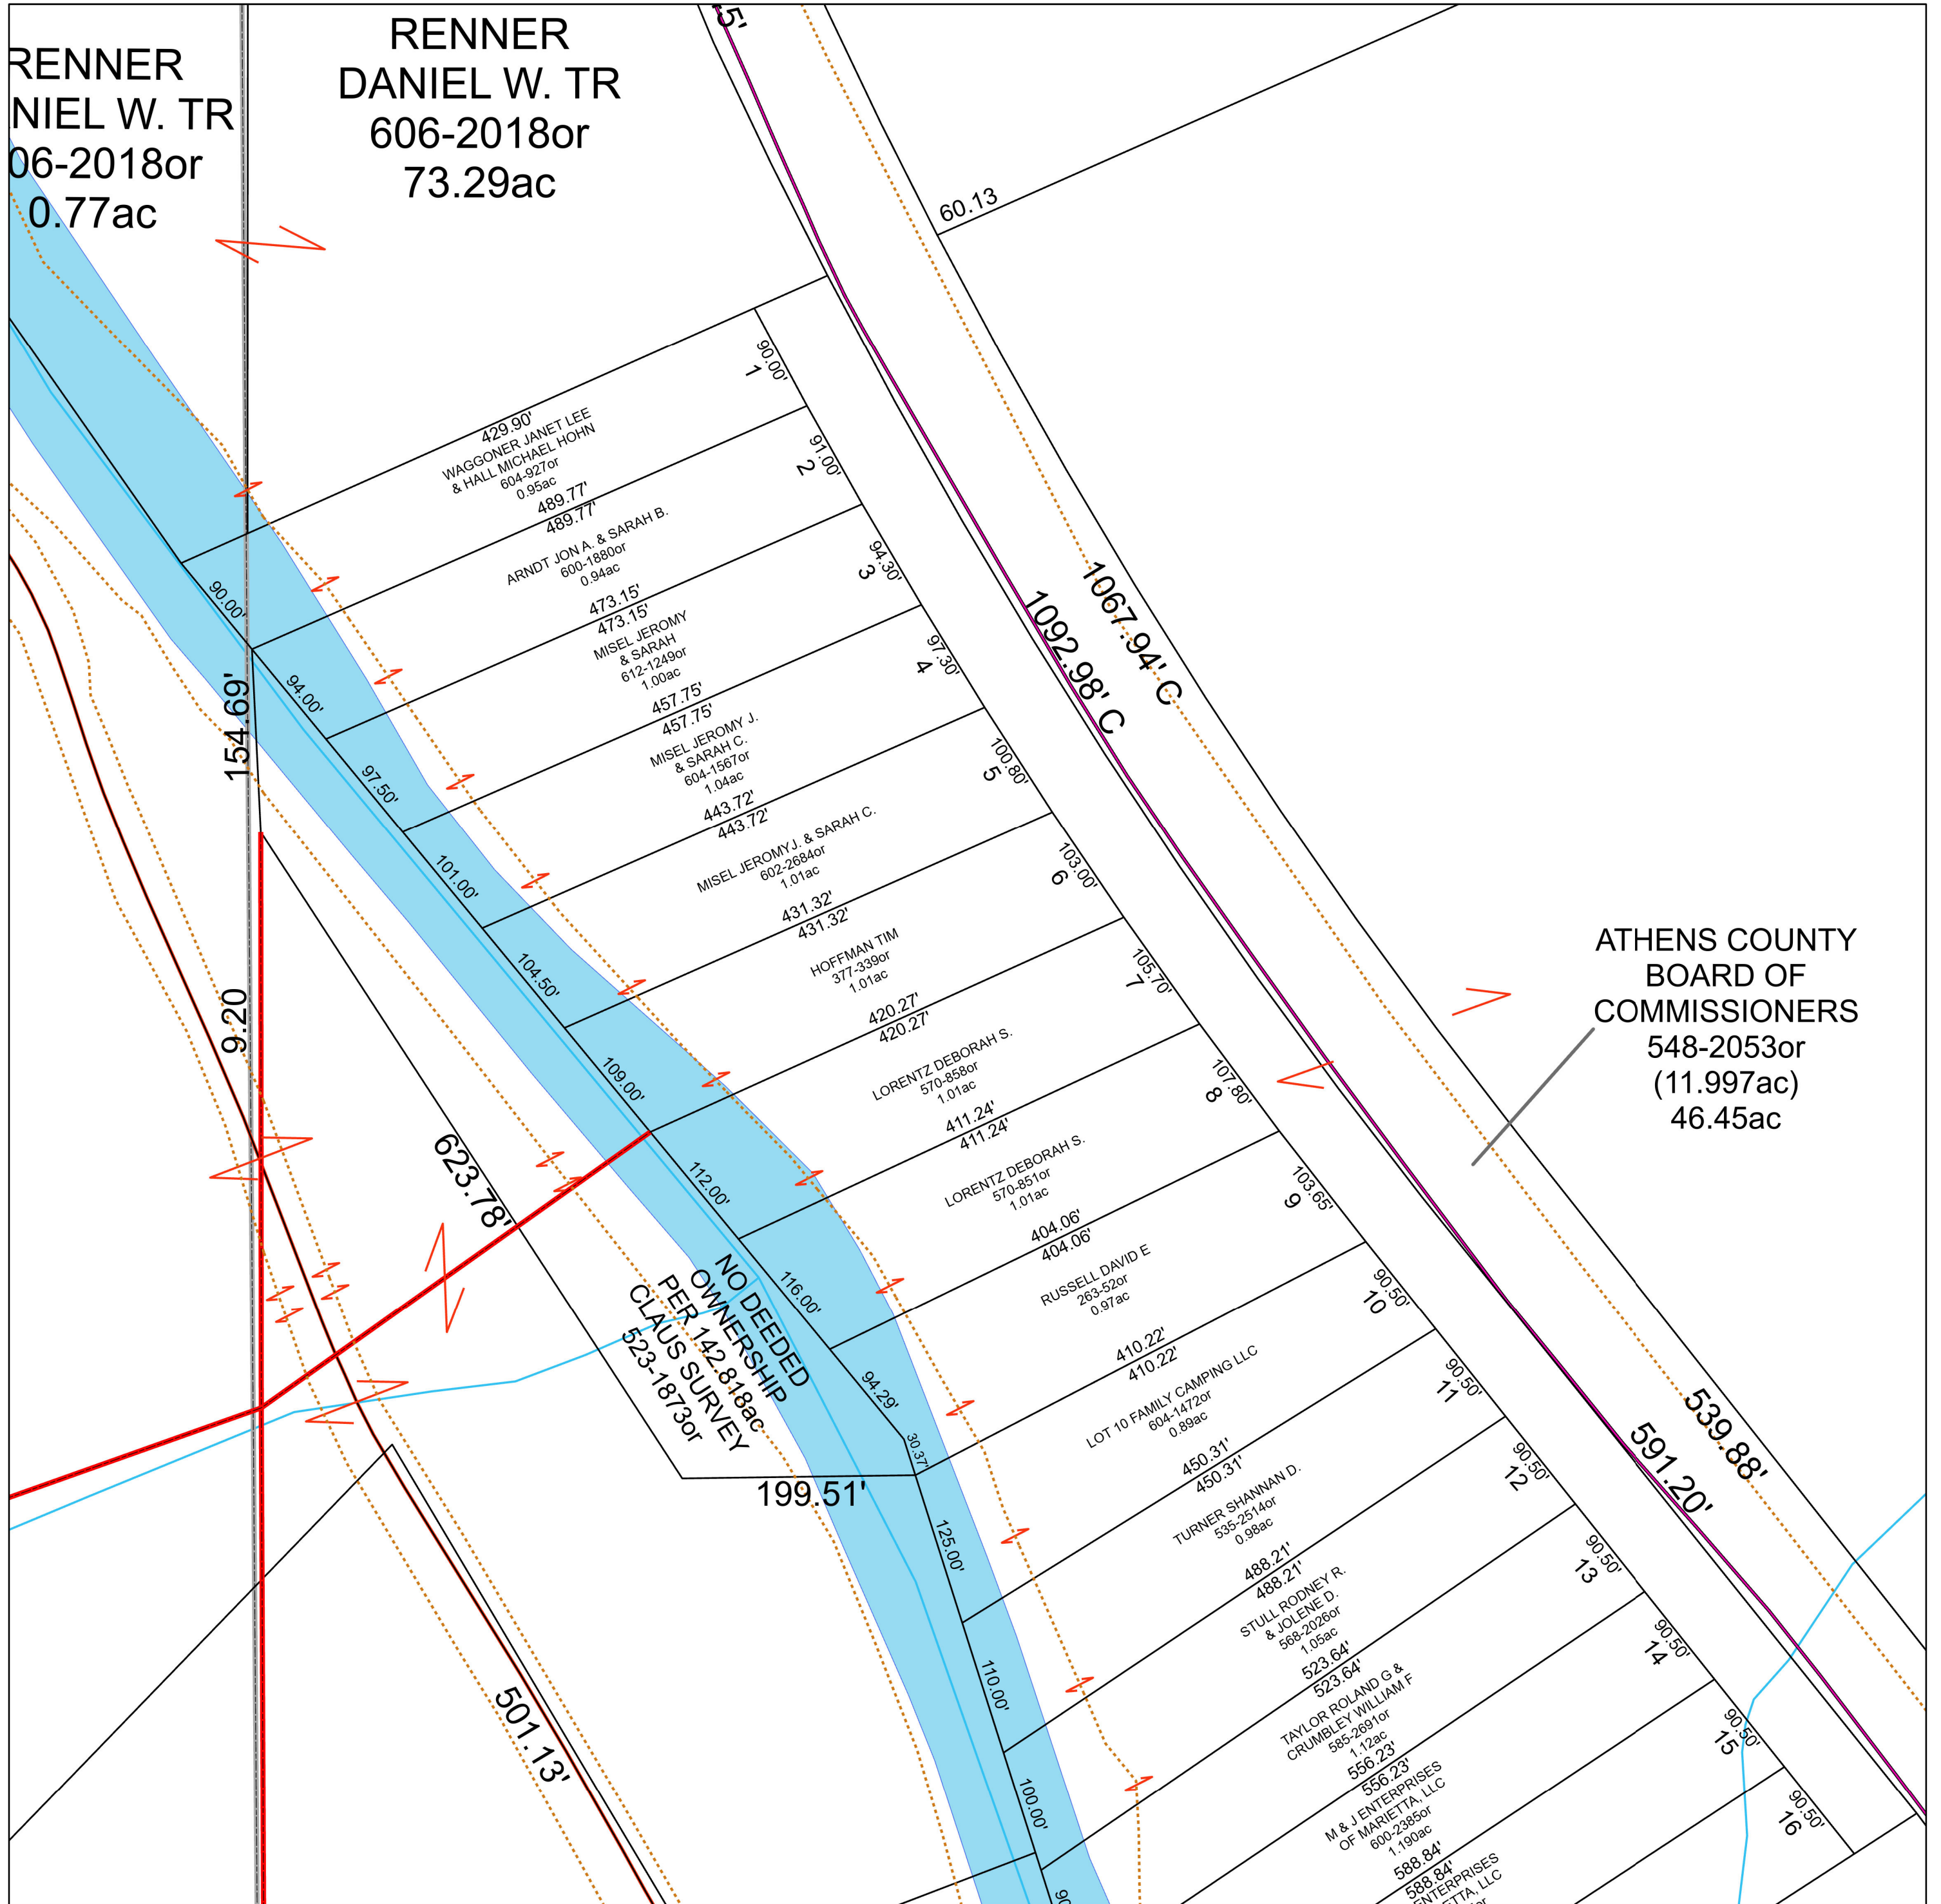 RENNER
NIEL W. TR
06-2018or
0.77ac
RENNER
DANIEL W. TR
606-2018or
73.29ac
5'
60.13
429.90'
WAGGONER JANET LEE
& HALL MICHAEL HOHN
604-927or
0.95ac
489.77'
90.00'
1
90.00'
489.77'
ARNDT JON A. & SARAH B.
600-1880or
0.94ac
473.15'
91.00'
2
94.00'
473.15'
MISEL JEROMY
& SARAH
612-1249or
1.00ac
457.75'
94.30'
3
97.50'
457.75'
MISEL JEROMY J.
& SARAH C.
604-1567or
1.04ac
443.72'
97.30'
4
101.00'
443.72'
MISEL JEROMY J. & SARAH C.
602-2684or
1.01ac
431.32'
100.80'
5
104.50'
431.32'
HOFFMAN TIM
377-339or
1.01ac
420.27'
103.00'
6
109.00'
420.27'
LORENTZ DEBORAH S.
570-858or
1.01ac
411.24'
105.70'
7
112.00'
411.24'
LORENTZ DEBORAH S.
570-851or
1.01ac
404.06'
107.80'
8
116.00'
404.06'
RUSSELL DAVID E
263-52or
0.97ac
410.22'
103.65'
9
94.29'
30.37'
410.22'
LOT 10 FAMILY CAMPING LLC
604-1472or
0.89ac
450.31'
90.50'
10
125.00'
450.31'
TURNER SHANNAN D.
535-2514or
0.98ac
488.21'
90.50'
11
110.00'
488.21'
STULL RODNEY R.
& JOLENE D.
568-2026or
1.05ac
523.64'
90.50'
12
100.00'
523.64'
TAYLOR ROLAND G &
CRUMBLEY WILLIAM F
585-2691or
1.12ac
556.23'
90.50'
13
90
556.23'
M & J ENTERPRISES
OF MARIETTA, LLC
600-2385or
1.190ac
588.84'
90.50'
14
588.84'
ENTERPRISES
ETTA, LLC
or
90.50'
15
90.50'
16
1067.94' C
1092.98' C
154.69'
9.20
623.78'
NO DEEDED
OWNERSHIP
PER 142.818ac
CLAUS SURVEY
523-1873or
199.51'
501.13'
539.88'
591.20'
ATHENS COUNTY
BOARD OF
COMMISSIONERS
548-2053or
(11.997ac)
46.45ac